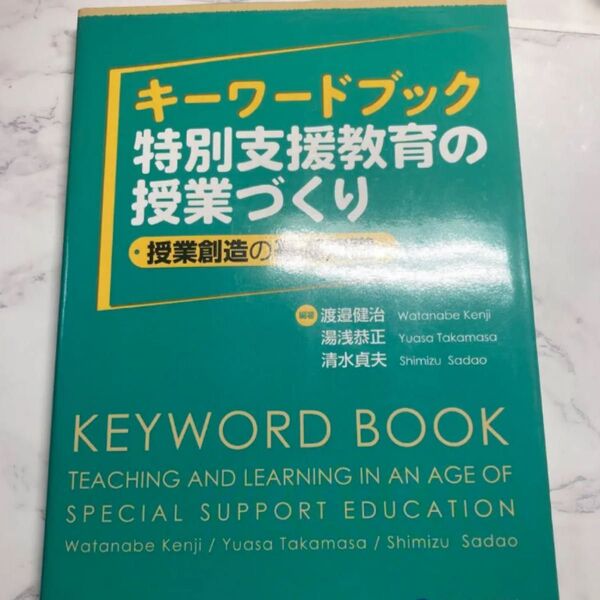 キーワードブック
特別支援教育の
授業づくり
・授業創造の
編著 渡邉健治 Watanabe Kenji
湯浅恭正 Yuasa Takamasa
清水貞夫 Shimizu Sadao
KEYWORD BOOK
TEACHING AND LEARNING IN AN AGE OF
SPECIAL SUPPORT EDUCATION
Watanabe Kenji / Yuasa Takamasa / Shimizu Sadao